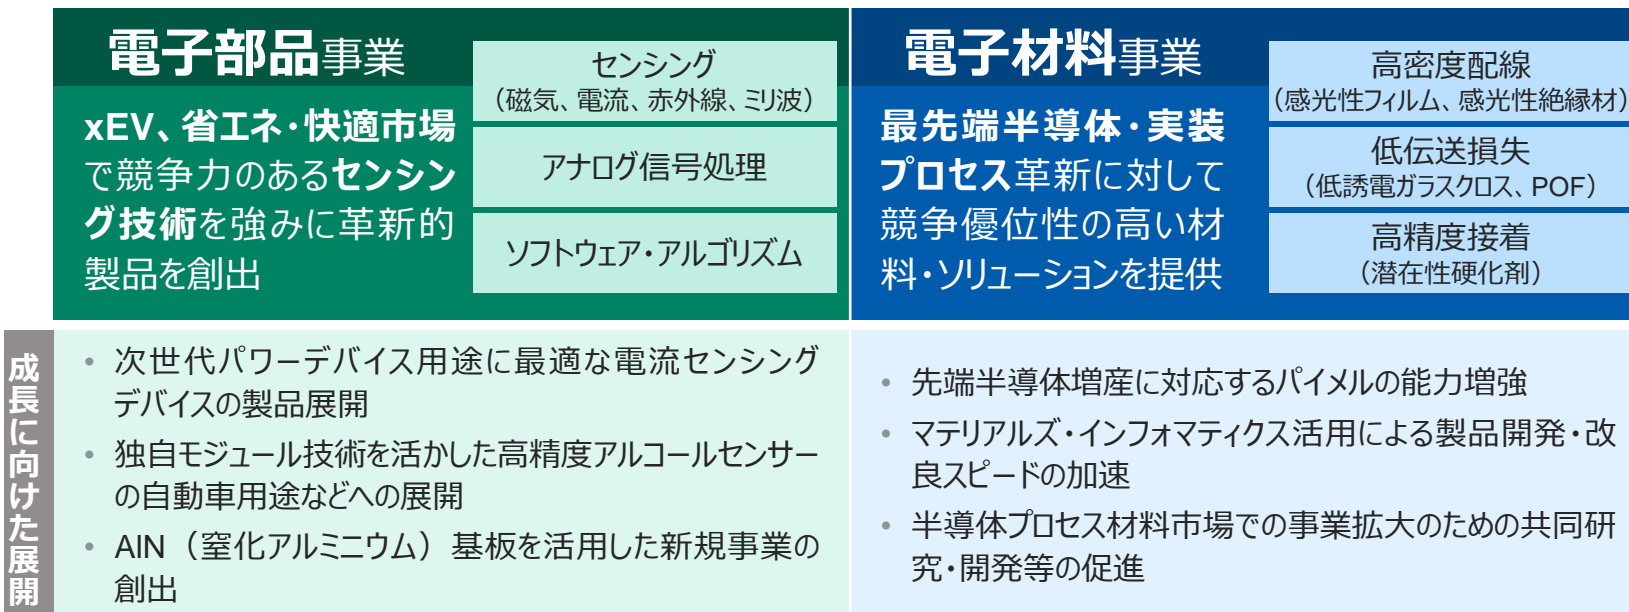 電子部品事業
xEV、省エネ・快適市場
で競争力のあるセンシン
グ技術を強みに革新的
製品を創出
センシング
（磁気、電流、赤外線、ミリ波）
アナログ信号処理
ソフトウェア・アルゴリズム
電子材料事業
最先端半導体・実装
プロセス革新に対して
競争優位性の高い材
料・ソリューションを提供
高密度配線
（感光性フィルム、感光性絶縁材）
低伝送損失
（低誘電ガラスクロス、POF）
高精度接着
（潜在性硬化剤）
成長に向けた展開
• 次世代パワーデバイス用途に最適な電流センシング
デバイスの製品展開
• 独自モジュール技術を活かした高精度アルコールセンサー
の自動車用途などへの展開
• AlN（窒化アルミニウム）基板を活用した新規事業の
創出
• 先端半導体増産に対応するパイメルの能力増強
• マテリアルズ・インフォマティクス活用による製品開発・改
良スピードの加速
• 半導体プロセス材料市場での事業拡大のための共同研
究・開発等の促進